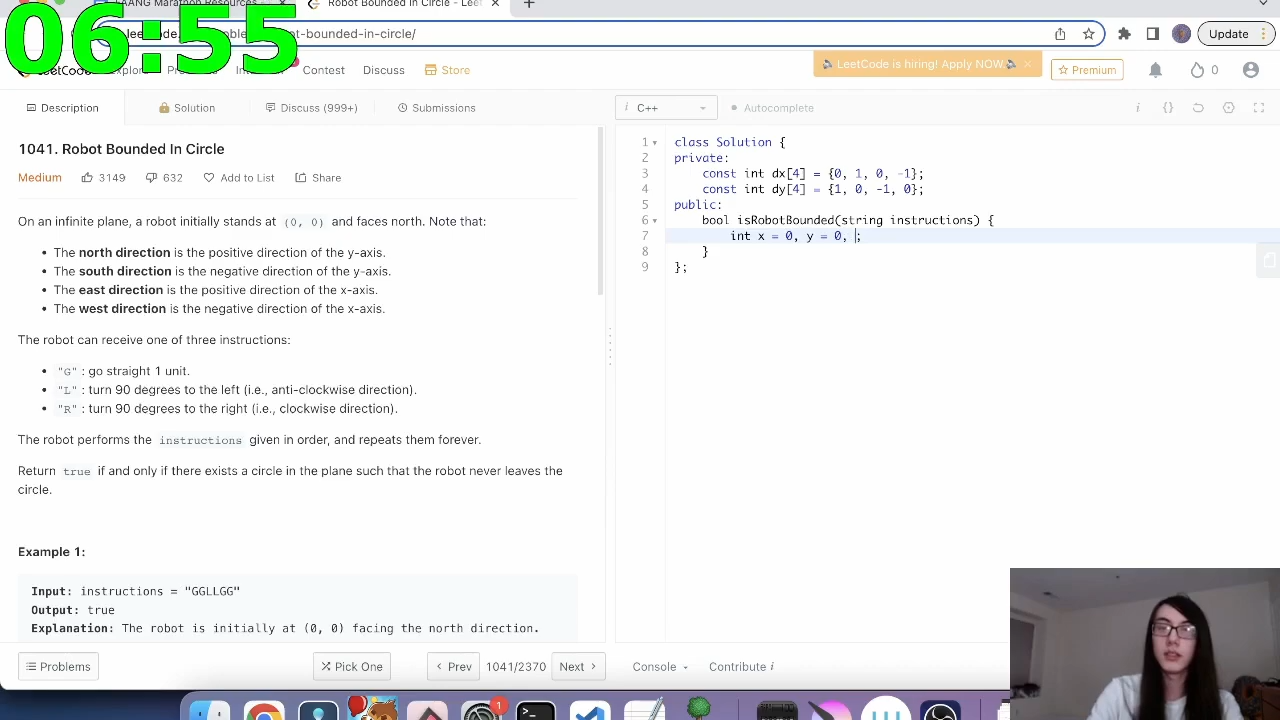 06:55
AANG Marathon Resources
Robot Bounded In Circle - Leet
ot-bounded-in-circle/
Update
LeetCode
Contest
Discuss
Store
LeetCode is hiring! Apply NOW.
Premium
0
Description
Solution
Discuss (999+)
Submissions
i C++
Autocomplete
1041. Robot Bounded In Circle
Medium
3149
632
Add to List
Share
On an infinite plane, a robot initially stands at (0, 0) and faces north. Note that:
• The north direction is the positive direction of the y-axis.
• The south direction is the negative direction of the y-axis.
• The east direction is the positive direction of the x-axis.
• The west direction is the negative direction of the x-axis.
The robot can receive one of three instructions:
• "G" : go straight 1 unit.
• "L" : turn 90 degrees to the left (i.e., anti-clockwise direction).
• "R" : turn 90 degrees to the right (i.e., clockwise direction).
The robot performs the instructions given in order, and repeats them forever.
Return true if and only if there exists a circle in the plane such that the robot never leaves the
circle.
Example 1:
Input: instructions = "GGLLGG"
Output: true
Explanation: The robot is initially at (0, 0) facing the north direction.
1 class Solution {
2 private:
3 const int dx[4] = {0, 1, 0, -1};
4 const int dy[4] = {1, 0, -1, 0};
5 public:
6 bool isRobotBounded(string instructions) {
7 int x = 0, y = 0, ;
8 }
9 };
Problems
Pick One
Prev
1041/2370
Next
Console
Contribute i
1